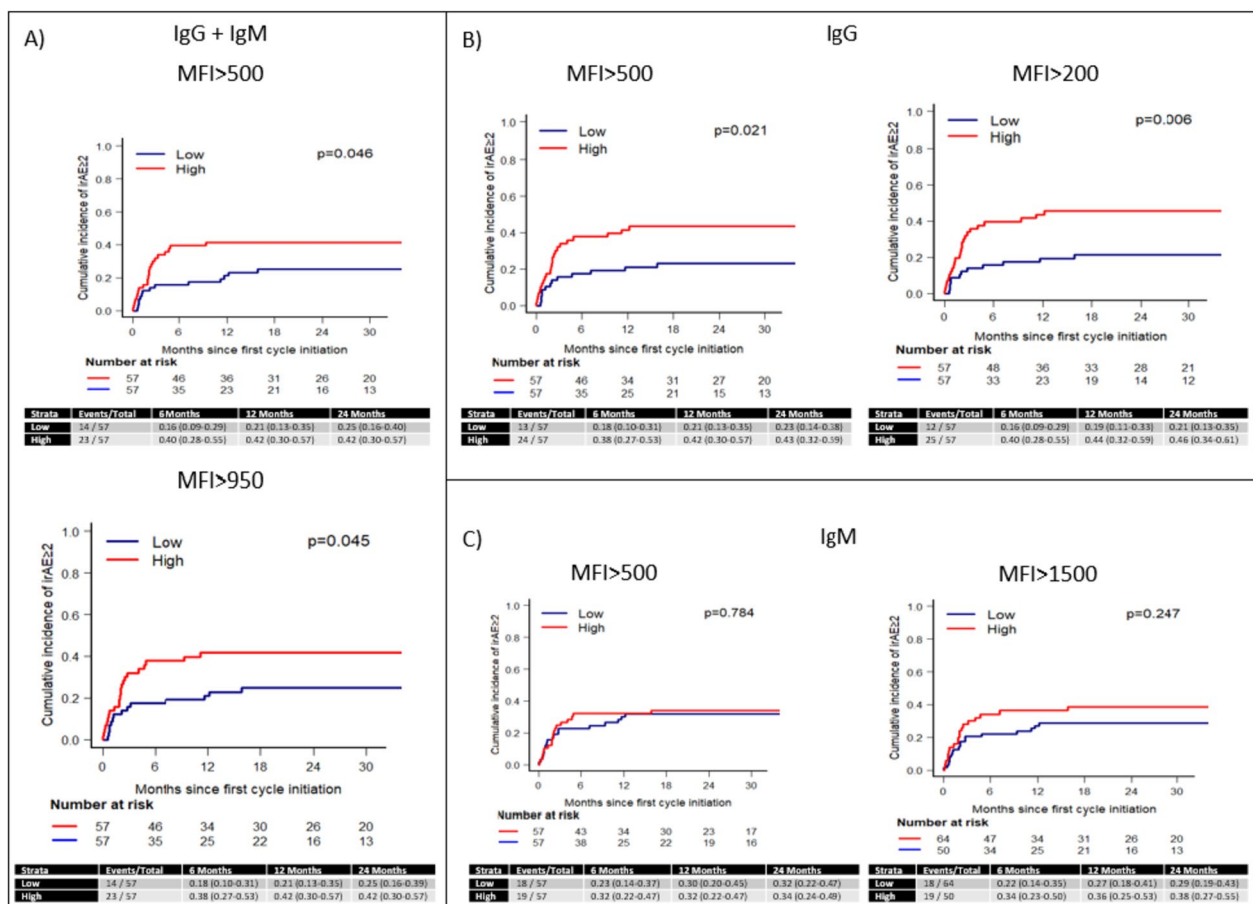 A)
IgG + IgM
MFI>500
1.0
0.8
0.6
0.4
0.2
0.0
Cumulative incidence of irAE≥2
Low
High
p=0.046
0 6 12 18 24 30
Months since first cycle initiation
Number at risk
57 46 36 31 26 20
57 35 23 21 16 13
Strata Events/Total 6 Months 12 Months 24 Months
Low 14 / 57 0.16 (0.09-0.29) 0.21 (0.13-0.35) 0.25 (0.16-0.40)
High 23 / 57 0.40 (0.28-0.55) 0.42 (0.30-0.57) 0.42 (0.30-0.57)
MFI>950
1.0
0.8
0.6
0.4
0.2
0.0
Cumulative incidence of irAE≥2
Low
High
p=0.045
0 6 12 18 24 30
Months since first cycle initiation
Number at risk
57 46 34 30 26 20
57 35 25 22 16 13
Strata Events/Total 6 Months 12 Months 24 Months
Low 14 / 57 0.18 (0.10-0.31) 0.21 (0.13-0.35) 0.25 (0.16-0.39)
High 23 / 57 0.38 (0.27-0.53) 0.42 (0.30-0.57) 0.42 (0.30-0.57)
B)
IgG
MFI>500
1.0
0.8
0.6
0.4
0.2
0.0
Cumulative incidence of irAE≥2
Low
High
p=0.021
0 6 12 18 24 30
Months since first cycle initiation
Number at risk
57 46 34 31 27 20
57 35 25 21 15 13
Strata Events/Total 6 Months 12 Months 24 Months
Low 13 / 57 0.18 (0.10-0.31) 0.21 (0.13-0.35) 0.23 (0.14-0.38)
High 24 / 57 0.38 (0.27-0.53) 0.42 (0.30-0.57) 0.43 (0.32-0.59)
MFI>200
1.0
0.8
0.6
0.4
0.2
0.0
Cumulative incidence of irAE≥2
Low
High
p=0.006
0 6 12 18 24 30
Months since first cycle initiation
Number at risk
57 48 36 33 28 21
57 33 23 19 14 12
Strata Events/Total 6 Months 12 Months 24 Months
Low 12 / 57 0.16 (0.09-0.29) 0.19 (0.11-0.33) 0.21 (0.13-0.35)
High 25 / 57 0.40 (0.28-0.55) 0.44 (0.32-0.59) 0.46 (0.34-0.61)
C)
IgM
MFI>500
1.0
0.8
0.6
0.4
0.2
0.0
Cumulative incidence of irAE≥2
Low
High
p=0.784
0 6 12 18 24 30
Months since first cycle initiation
Number at risk
57 43 34 30 23 17
57 38 25 22 19 16
Strata Events/Total 6 Months 12 Months 24 Months
Low 18 / 57 0.23 (0.14-0.37) 0.30 (0.20-0.45) 0.32 (0.22-0.47)
High 19 / 57 0.32 (0.22-0.47) 0.32 (0.22-0.47) 0.34 (0.24-0.49)
MFI>1500
1.0
0.8
0.6
0.4
0.2
0.0
Cumulative incidence of irAE≥2
Low
High
p=0.247
0 6 12 18 24 30
Months since first cycle initiation
Number at risk
64 47 34 31 26 20
50 34 25 21 16 13
Strata Events/Total 6 Months 12 Months 24 Months
Low 18 / 64 0.22 (0.14-0.35) 0.27 (0.18-0.41) 0.29 (0.19-0.43)
High 19 / 50 0.34 (0.23-0.50) 0.36 (0.25-0.53) 0.38 (0.27-0.55)